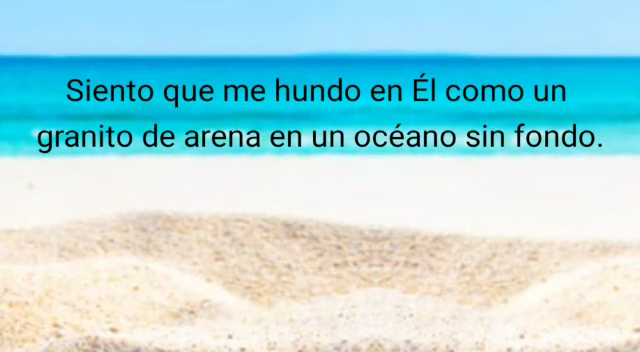 Siento que me hundo en Él como un
granito de arena en un océano sin fondo.